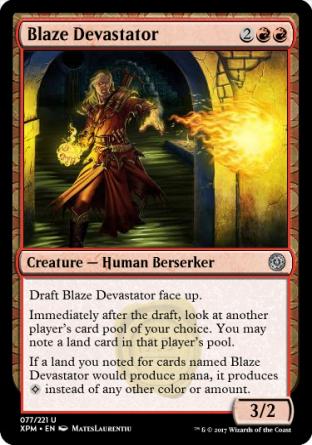 Blaze Devastator 2
Creature — Human Berserker
Draft Blaze Devastator face up.
Immediately after the draft, look at another
player's card pool of your choice. You may
note a land card in that player's pool.
If a land you noted for cards named Blaze
Devastator would produce mana, it produces
instead of any other color or amount.
3/2
077/221 U
XPM • EN MatesLaurentiu
™ & © 2017 Wizards of the Coast